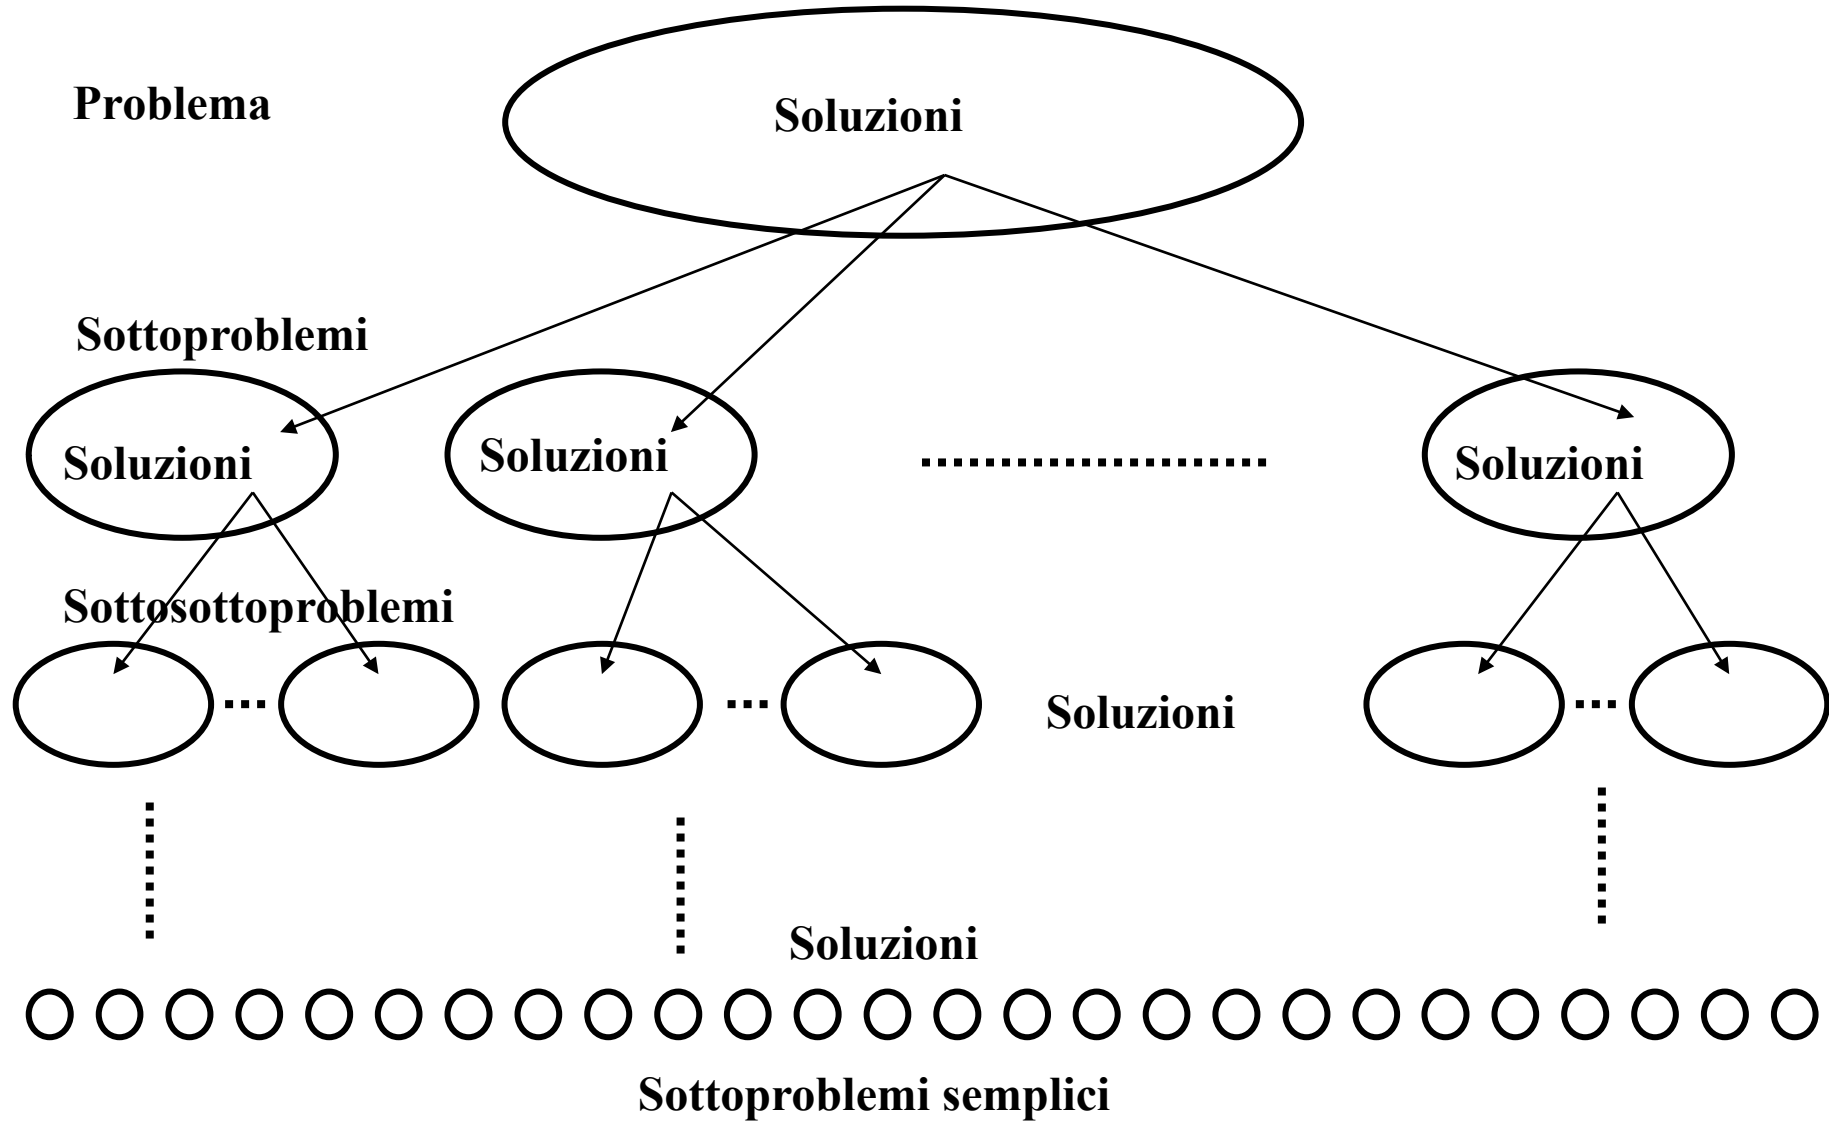 Problema
Soluzioni
Sottoproblemi
Soluzioni
Soluzioni
Soluzioni
Sottosottoproblemi
Soluzioni
Soluzioni
Sottoproblemi semplici